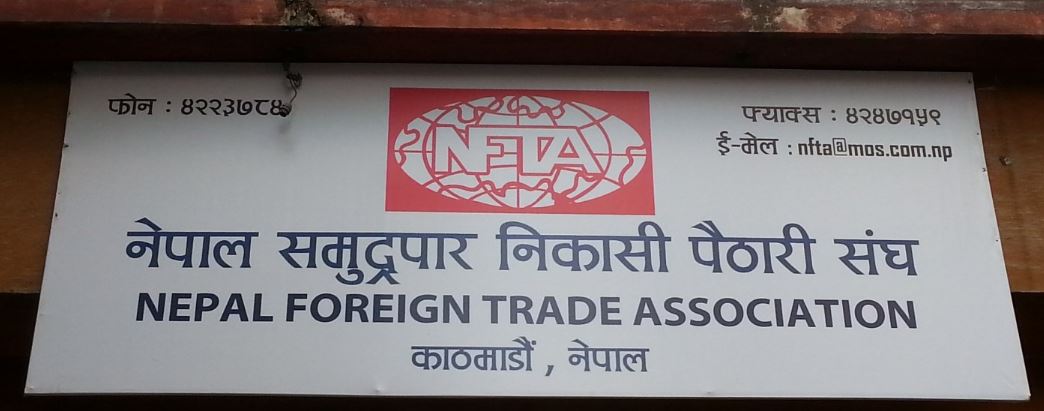 फोन : ४२२३७८४
NFTA
फ्याक्स : ४२४७१५९
ई-मेल : nfta@mos.com.np
नेपाल समुद्रपार निकासी पैठारी संघ
NEPAL FOREIGN TRADE ASSOCIATION
काठमाडौं , नेपाल